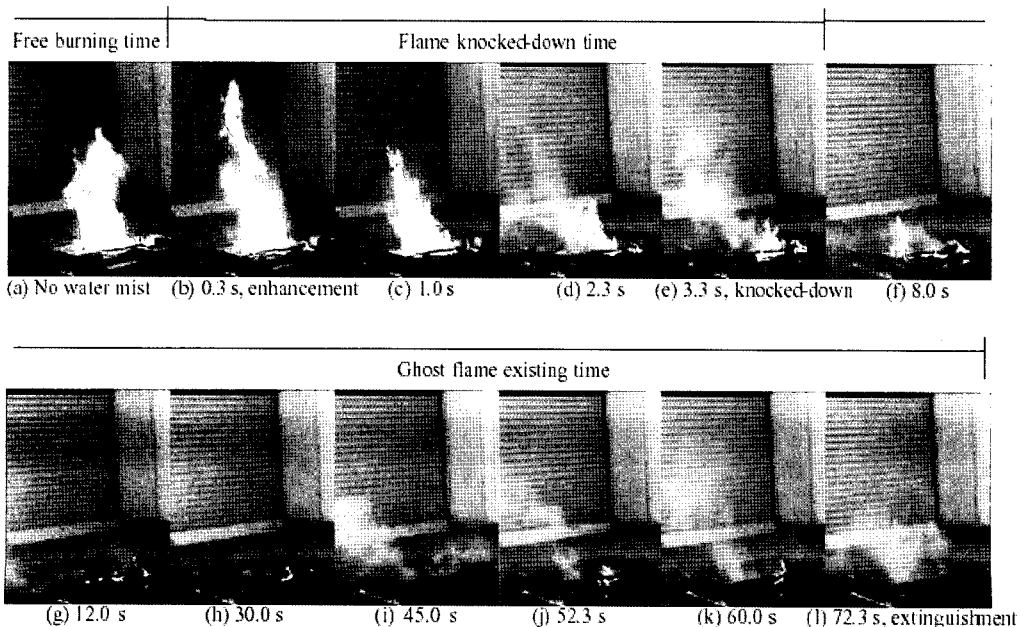 Free burning time
Flame knocked-down time
(a) No water mist
(b) 0.3 s, enhancement
(c) 1.0 s
(d) 2.3 s
(e) 3.3 s, knocked-down
(f) 8.0 s
Ghost flame existing time
(g) 12.0 s
(h) 30.0 s
(i) 45.0 s
(j) 52.3 s
(k) 60.0 s
(l) 72.3 s, extinguishment